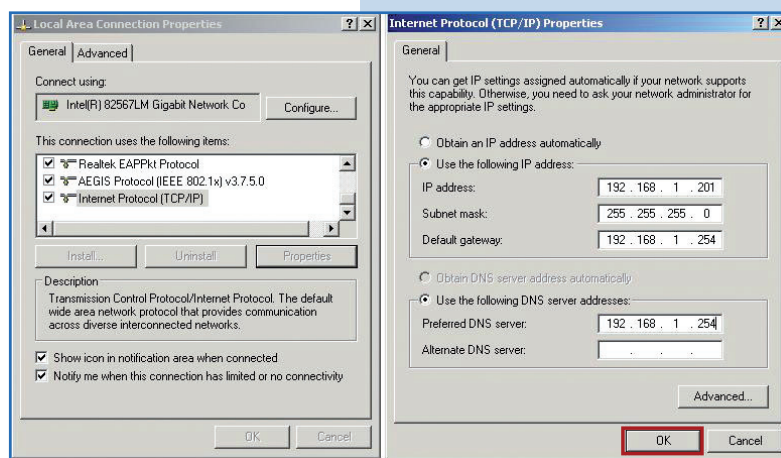 Local Area Connection Properties
General Advanced
Connect using:
Intel(R) 82567LM Gigabit Network Co Configure...
This connection uses the following items:
Realtek EAPPkt Protocol
AEGIS Protocol (IEEE 802.1x) v3.7.5.0
Internet Protocol (TCP/IP)
Install... Uninstall Properties
Description
Transmission Control Protocol/Internet Protocol. The default
wide area network protocol that provides communication
across diverse interconnected networks.
Show icon in notification area when connected
Notify me when this connection has limited or no connectivity
OK Cancel
Internet Protocol (TCP/IP) Properties
General
You can get IP settings assigned automatically if your network supports
this capability. Otherwise, you need to ask your network administrator for
the appropriate IP settings.
Obtain an IP address automatically
Use the following IP address:
IP address: 192 . 168 . 1 . 201
Subnet mask: 255 . 255 . 255 . 0
Default gateway: 192 . 168 . 1 . 254
Obtain DNS server address automatically
Use the following DNS server addresses:
Preferred DNS server: 192 . 168 . 1 . 254
Alternate DNS server: . . .
Advanced...
OK Cancel